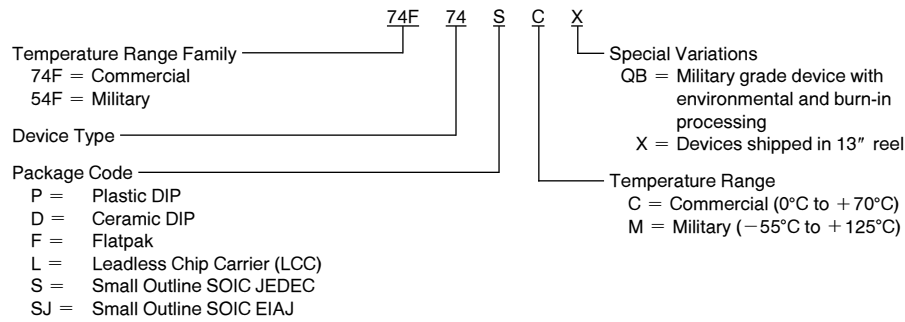 74F 74 S C X
Temperature Range Family
74F = Commercial
54F = Military
Device Type
Package Code
P = Plastic DIP
D = Ceramic DIP
F = Flatpak
L = Leadless Chip Carrier (LCC)
S = Small Outline SOIC JEDEC
SJ = Small Outline SOIC EIAJ
Special Variations
QB = Military grade device with
environmental and burn-in
processing
X = Devices shipped in 13″ reel
Temperature Range
C = Commercial (0°C to +70°C)
M = Military (−55°C to +125°C)